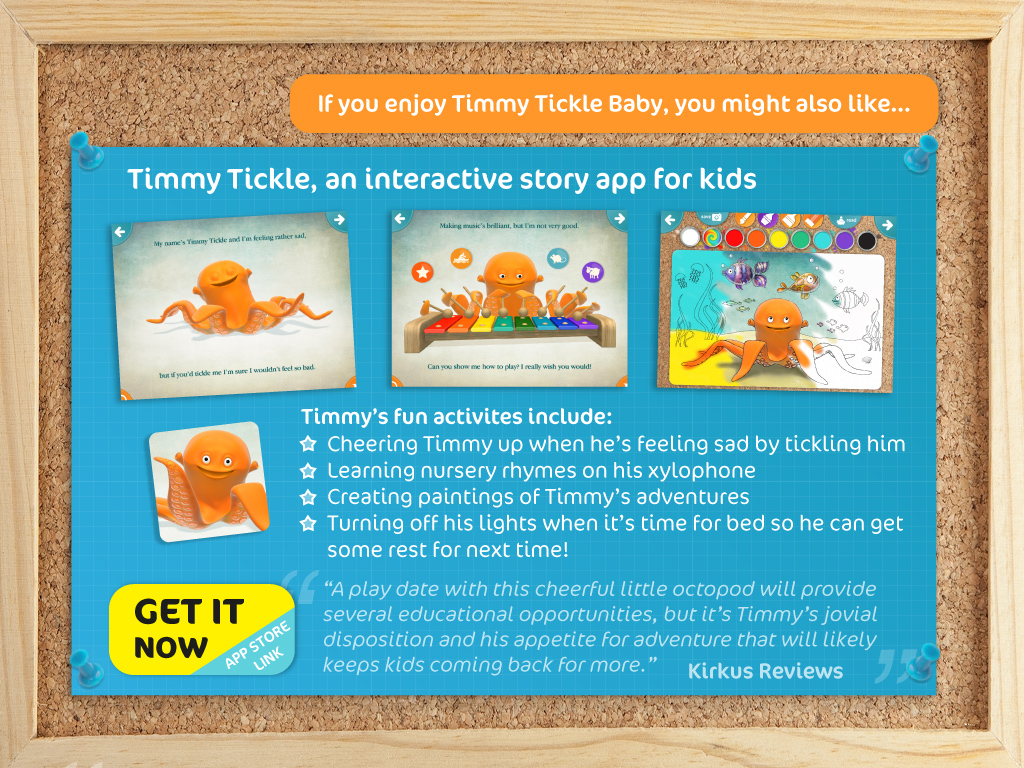 If you enjoy Timmy Tickle Baby, you might also like...
Timmy Tickle, an interactive story app for kids
My name's Timmy Tickle and I'm feeling rather sad,
but if you'd tickle me I'm sure I wouldn't feel so bad.
Making music's brilliant, but I'm not very good.
Can you show me how to play? I really wish you would!
read
Timmy's fun activites include:
Cheering Timmy up when he's feeling sad by tickling him
Learning nursery rhymes on his xylophone
Creating paintings of Timmy's adventures
Turning off his lights when it's time for bed so he can get
some rest for next time!
GET IT
NOW
APP STORE
LINK
“A play date with this cheerful little octopod will provide
several educational opportunities, but it's Timmy's jovial
disposition and his appetite for adventure that will likely
keeps kids coming back for more.”
Kirkus Reviews